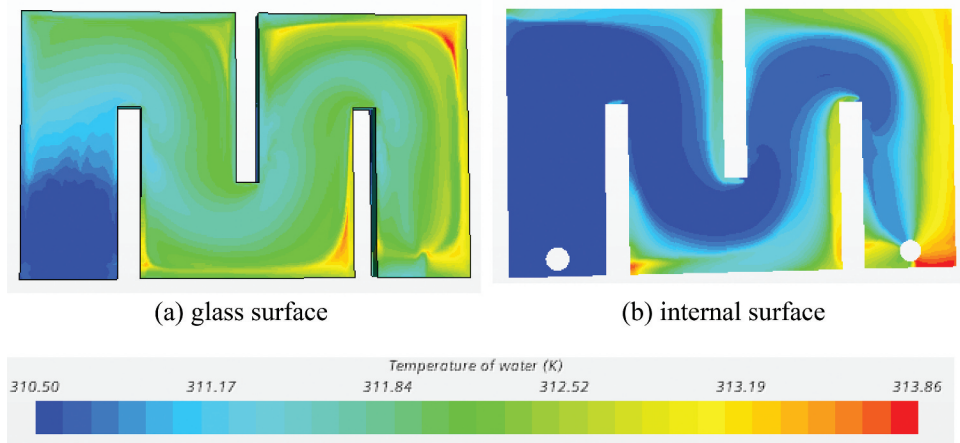 (a) glass surface
(b) internal surface
Temperature of water (K)
310.50 311.17 311.84 312.52 313.19 313.86